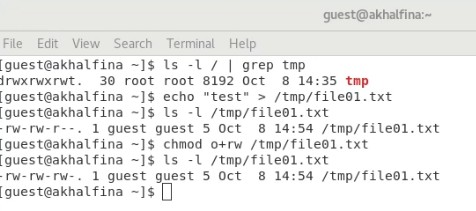 guest@akhalfina:~
File Edit View Search Terminal Help
[guest@akhalfina ~]$ ls -l / | grep tmp
drwxrwxrwt.  30 root root 8192 Oct  8 14:35 tmp
[guest@akhalfina ~]$ echo "test" > /tmp/file01.txt
[guest@akhalfina ~]$ ls -l /tmp/file01.txt
-rw-rw-r--. 1 guest guest 5 Oct  8 14:54 /tmp/file01.txt
[guest@akhalfina ~]$ chmod o+rw /tmp/file01.txt
[guest@akhalfina ~]$ ls -l /tmp/file01.txt
-rw-rw-rw-. 1 guest guest 5 Oct  8 14:54 /tmp/file01.txt
[guest@akhalfina ~]$